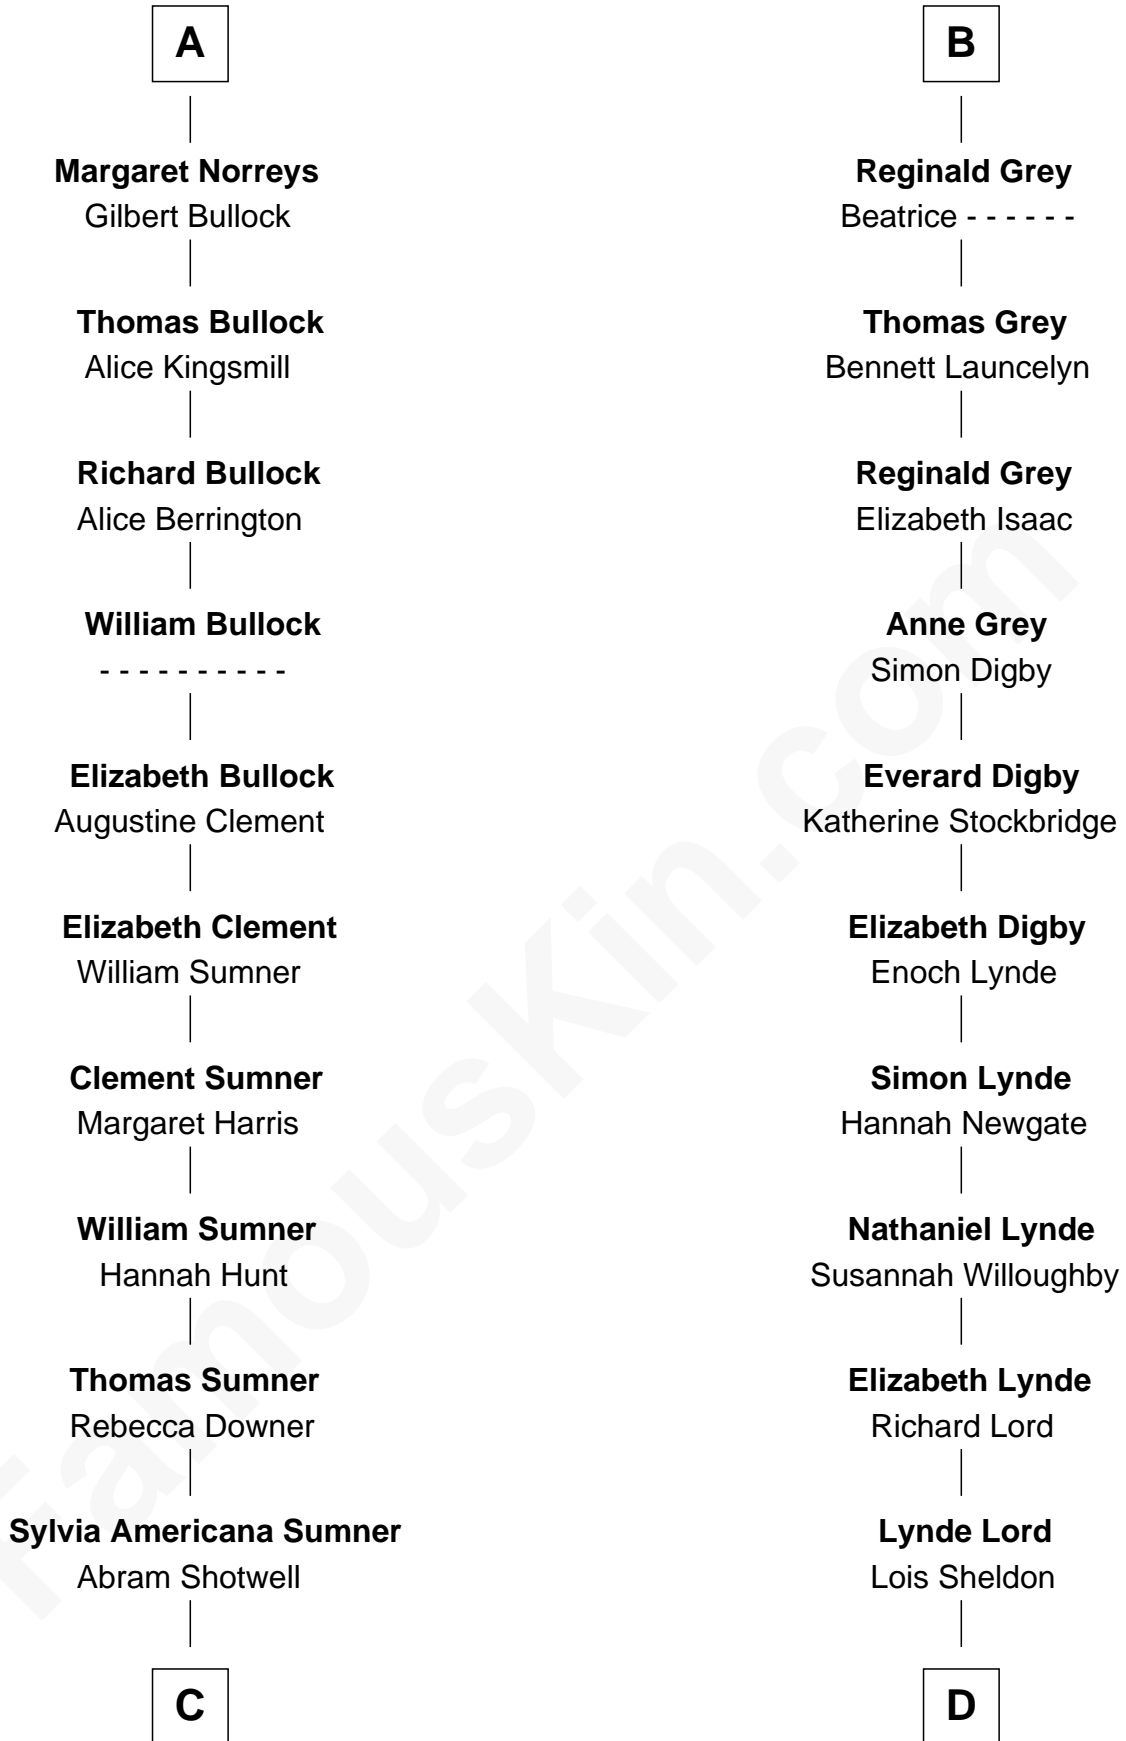 A
Margaret Norreys
Gilbert Bullock
Thomas Bullock
Alice Kingsmill
Richard Bullock
Alice Berrington
William Bullock
- - - - - - - - - -
Elizabeth Bullock
Augustine Clement
Elizabeth Clement
William Sumner
Clement Sumner
Margaret Harris
William Sumner
Hannah Hunt
Thomas Sumner
Rebecca Downer
Sylvia Americana Sumner
Abram Shotwell
C
B
Reginald Grey
Beatrice - - - - - -
Thomas Grey
Bennett Launcelyn
Reginald Grey
Elizabeth Isaac
Anne Grey
Simon Digby
Everard Digby
Katherine Stockbridge
Elizabeth Digby
Enoch Lynde
Simon Lynde
Hannah Newgate
Nathaniel Lynde
Susannah Willoughby
Elizabeth Lynde
Richard Lord
Lynde Lord
Lois Sheldon
D
FamousKin.com